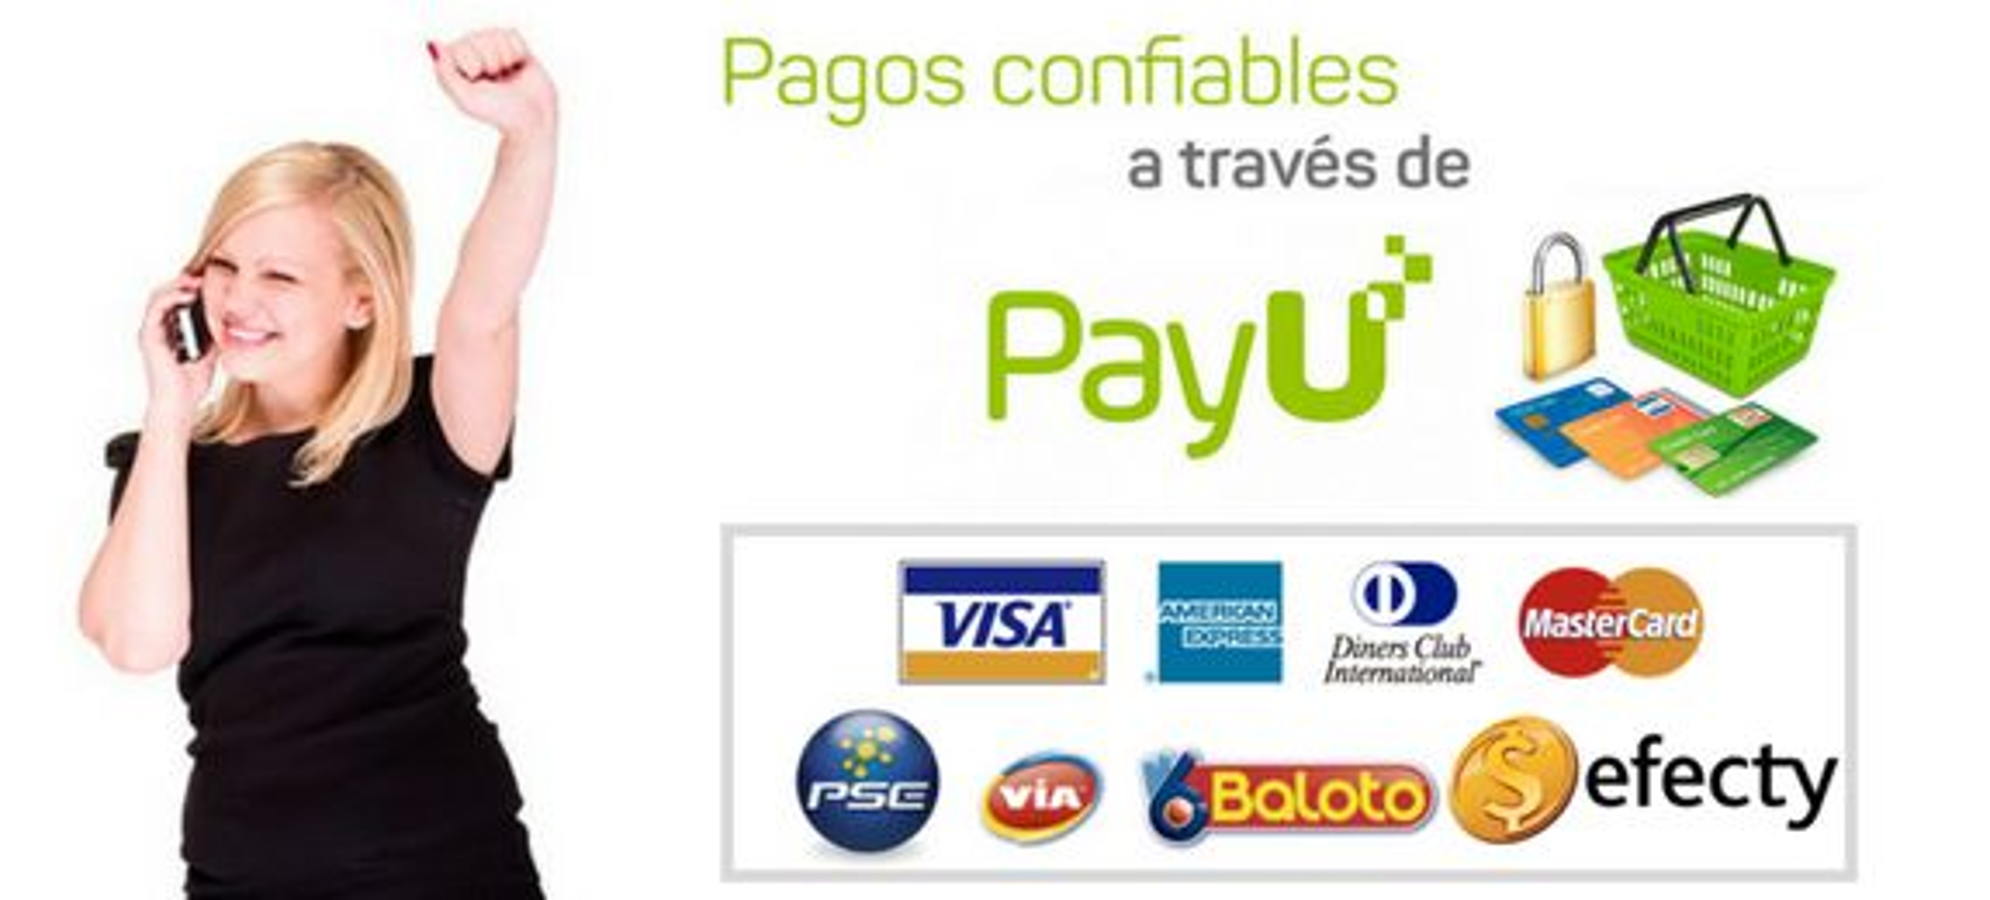 Pagos confiables
a través de
PayU
VISA
AMERICAN
EXPRESS
Diners Club
International
MasterCard
PSE
VIA
Baloto
efecty